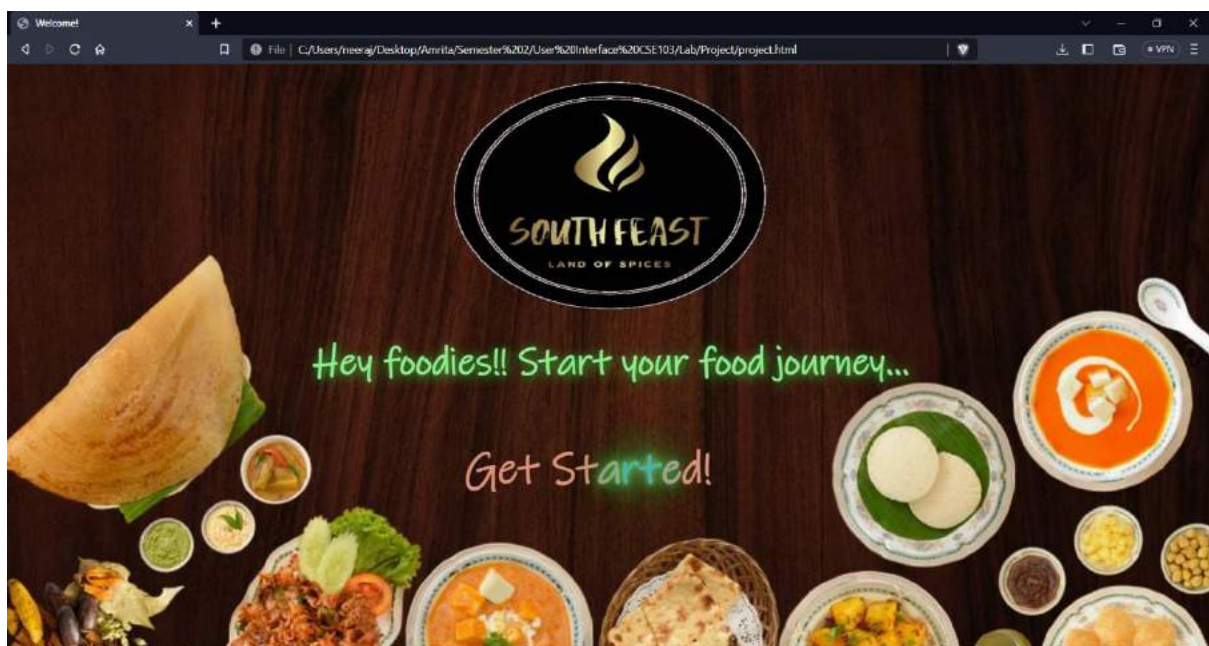 Welcome!
File | C:/Users/neeraj/Desktop/Amrita/Semester%202/User%20Interface%20CSE103/Lab/Project/project.html
VPN
SOUTH FEAST
LAND OF SPICES
Hey foodies!! Start your food journey...
Get Started!